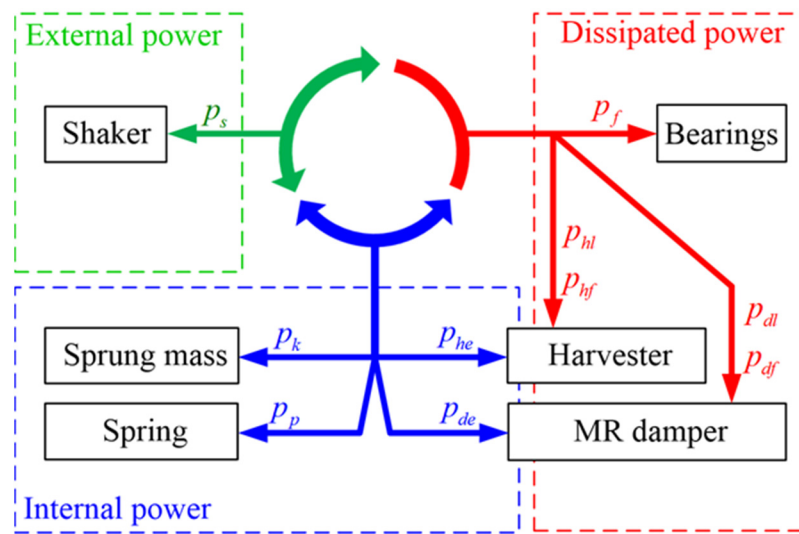 External power
Dissipated power
Shaker
p_s
p_f
Bearings
p_hl
p_hf
p_dl
p_df
Sprung mass
p_k
p_he
Harvester
Spring
p_p
p_de
MR damper
Internal power